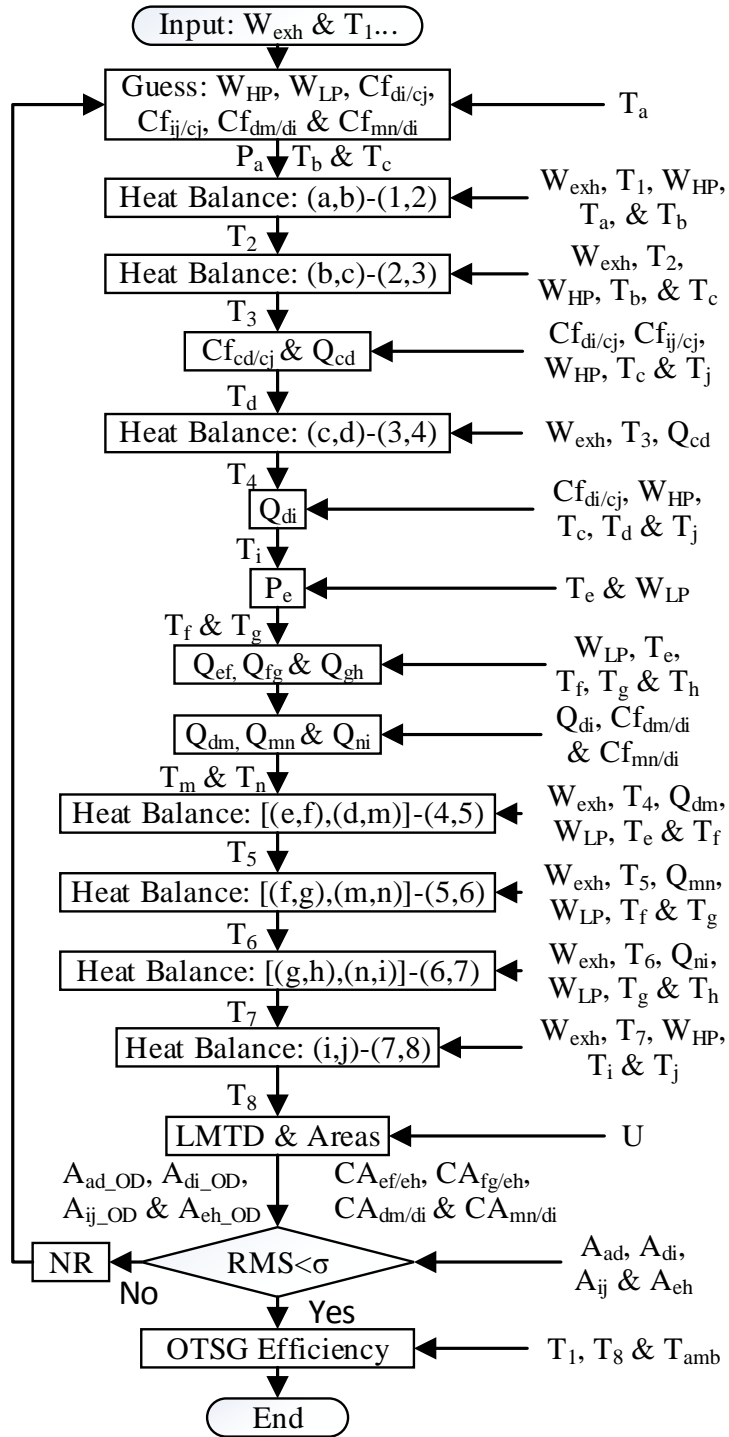 Input: W_exh & T_1...
Guess: W_HP, W_LP, Cf_di/cj,
Cf_ij/cj, Cf_dm/di & Cf_mn/di
T_a
P_a T_b & T_c
Heat Balance: (a,b)-(1,2)
W_exh, T_1, W_HP,
T_a, & T_b
T_2
Heat Balance: (b,c)-(2,3)
W_exh, T_2,
W_HP, T_b, & T_c
T_3
Cf_cd/cj & Q_cd
Cf_di/cj, Cf_ij/cj,
W_HP, T_c & T_j
T_d
Heat Balance: (c,d)-(3,4)
W_exh, T_3, Q_cd
T_4
Q_di
Cf_di/cj, W_HP,
T_c, T_d & T_j
T_i
P_e
T_e & W_LP
T_f & T_g
Q_ef, Q_fg & Q_gh
W_LP, T_e,
T_f, T_g & T_h
Q_dm, Q_mn & Q_ni
Q_di, Cf_dm/di
& Cf_mn/di
T_m & T_n
Heat Balance: [(e,f),(d,m)]-(4,5)
W_exh, T_4, Q_dm,
W_LP, T_e & T_f
T_5
Heat Balance: [(f,g),(m,n)]-(5,6)
W_exh, T_5, Q_mn,
W_LP, T_f & T_g
T_6
Heat Balance: [(g,h),(n,i)]-(6,7)
W_exh, T_6, Q_ni,
W_LP, T_g & T_h
T_7
Heat Balance: (i,j)-(7,8)
W_exh, T_7, W_HP,
T_i & T_j
T_8
LMTD & Areas
U
A_ad_OD, A_di_OD,
A_ij_OD & A_eh_OD
CA_ef/eh, CA_fg/eh,
CA_dm/di & CA_mn/di
NR
No
RMS<σ
A_ad, A_di,
A_ij & A_eh
Yes
OTSG Efficiency
T_1, T_8 & T_amb
End